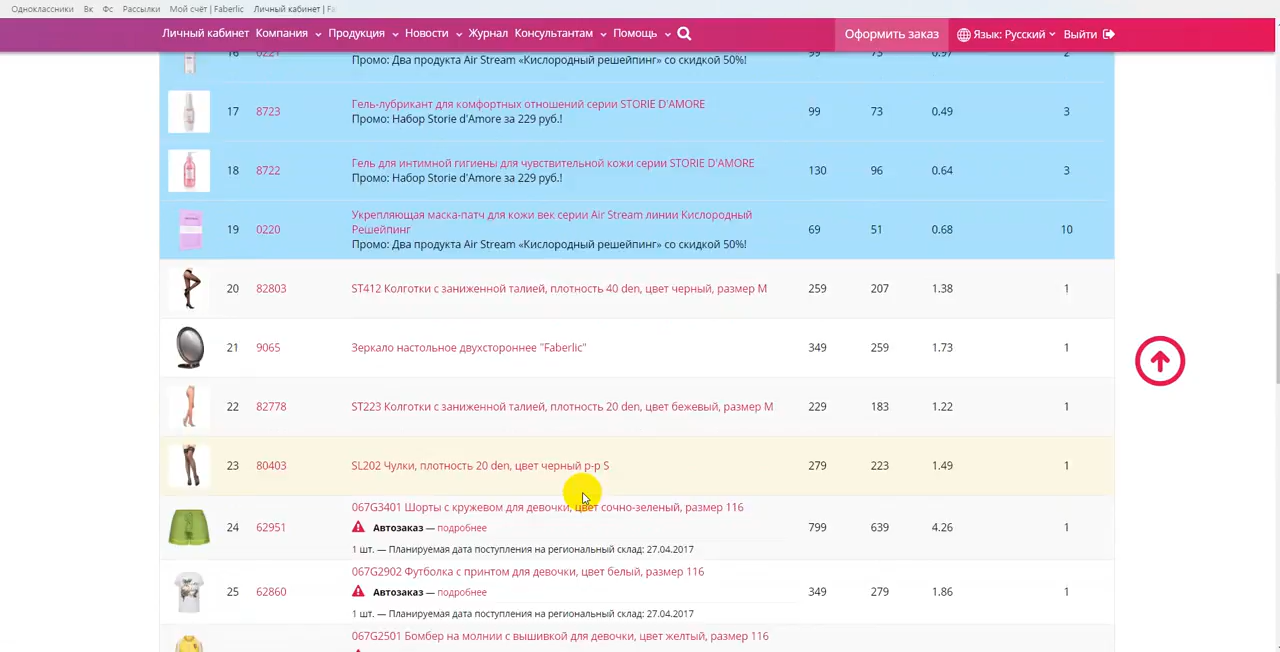 Одноклассники Вк Фс Рассылки Мой счёт | Faberlic Личный кабинет | Fa
Личный кабинет Компания Продукция Новости Журнал Консультантам Помощь Оформить заказ Язык: Русский Выйти
16 0221 99 73 0.97 2
Промо: Два продукта Air Stream «Кислородный решейпинг» со скидкой 50%!
Гель-лубрикант для комфортных отношений серии STORIE D'AMORE
17 8723 99 73 0.49 3
Промо: Набор Storie d'Amore за 229 руб.!
Гель для интимной гигиены для чувствительной кожи серии STORIE D'AMORE
18 8722 130 96 0.64 3
Промо: Набор Storie d'Amore за 229 руб.!
Укрепляющая маска-патч для кожи век серии Air Stream линии Кислородный
19 0220 Решейпинг 69 51 0.68 10
Промо: Два продукта Air Stream «Кислородный решейпинг» со скидкой 50%!
20 82803 ST412 Колготки с заниженной талией, плотность 40 den, цвет черный, размер M 259 207 1.38 1
21 9065 Зеркало настольное двухстороннее "Faberlic" 349 259 1.73 1
22 82778 ST223 Колготки с заниженной талией, плотность 20 den, цвет бежевый, размер M 229 183 1.22 1
23 80403 SL202 Чулки, плотность 20 den, цвет черный р-р S 279 223 1.49 1
067G3401 Шорты с кружевом для девочки, цвет сочно-зеленый, размер 116
24 62951 Автозаказ — подробнее 799 639 4.26 1
1 шт. — Планируемая дата поступления на региональный склад: 27.04.2017
067G2902 Футболка с принтом для девочки, цвет белый, размер 116
25 62860 Автозаказ — подробнее 349 279 1.86 1
1 шт. — Планируемая дата поступления на региональный склад: 27.04.2017
067G2501 Бомбер на молнии с вышивкой для девочки, цвет желтый, размер 116